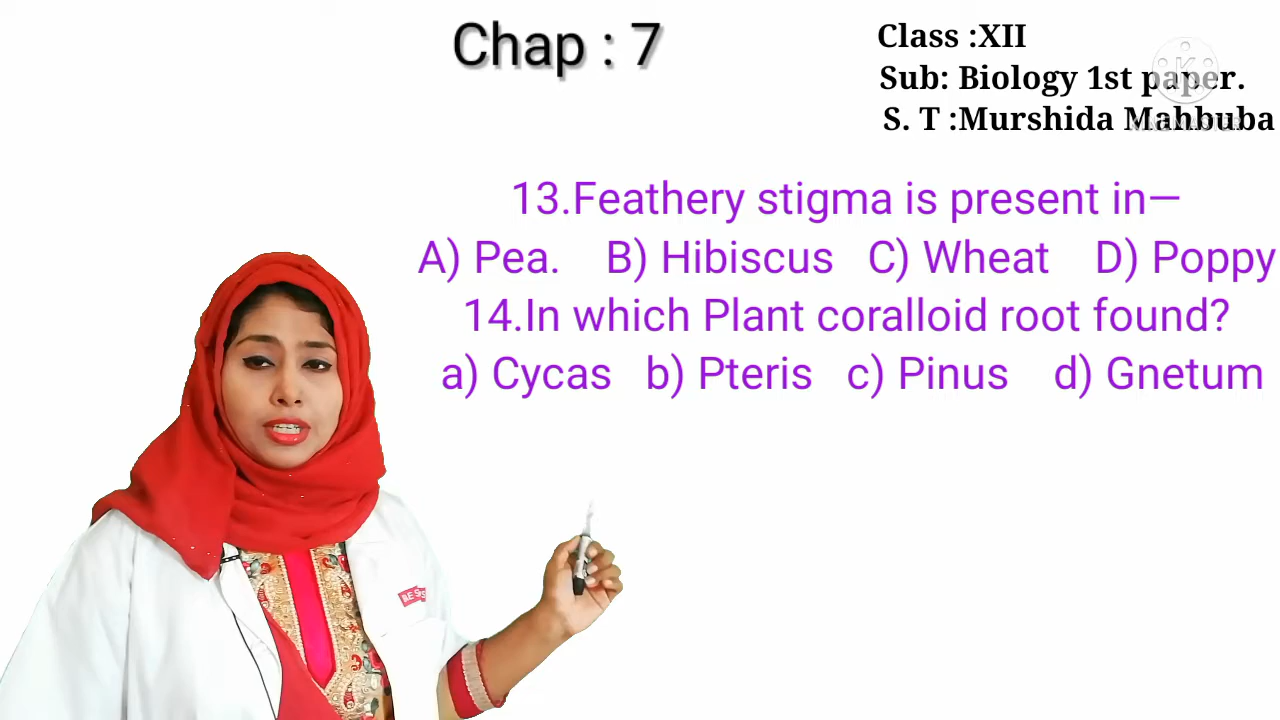 Chap : 7
Class :XII
Sub: Biology 1st paper.
S. T :Murshida Mahbuba
13.Feathery stigma is present in—
A) Pea. B) Hibiscus C) Wheat D) Poppy
14.In which Plant coralloid root found?
a) Cycas b) Pteris c) Pinus d) Gnetum